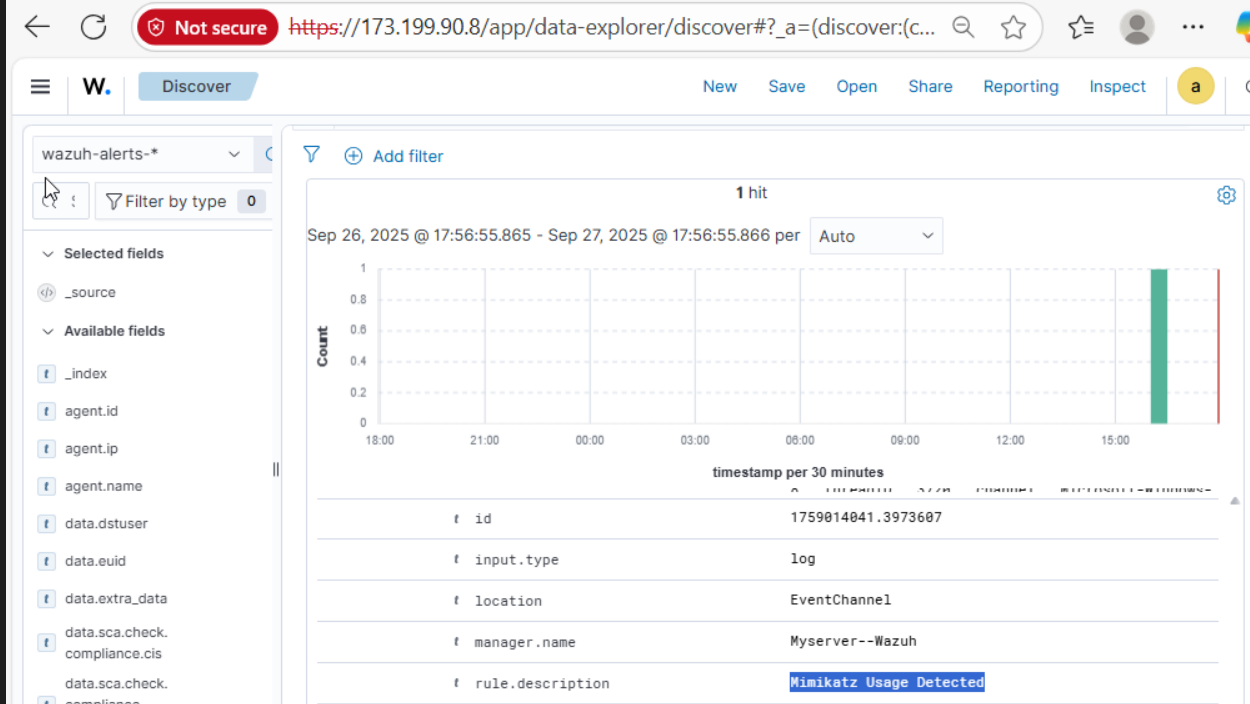 Not secure https://173.199.90.8/app/data-explorer/discover#?_a=(discover:(c...
W. Discover New Save Open Share Reporting Inspect a
wazuh-alerts-*
Add filter
Filter by type 0
1 hit
Sep 26, 2025 @ 17:56:55.865 - Sep 27, 2025 @ 17:56:55.866 per Auto
Selected fields
_source
Available fields
_index
agent.id
agent.ip
agent.name
data.dstuser
data.euid
data.extra_data
data.sca.check.
compliance.cis
data.sca.check.
compliance
Count
1
0.8
0.6
0.4
0.2
0
18:00 21:00 00:00 03:00 06:00 09:00 12:00 15:00
timestamp per 30 minutes
t id 1759014041.3973607
t input.type log
t location EventChannel
t manager.name Myserver--Wazuh
t rule.description Mimikatz Usage Detected